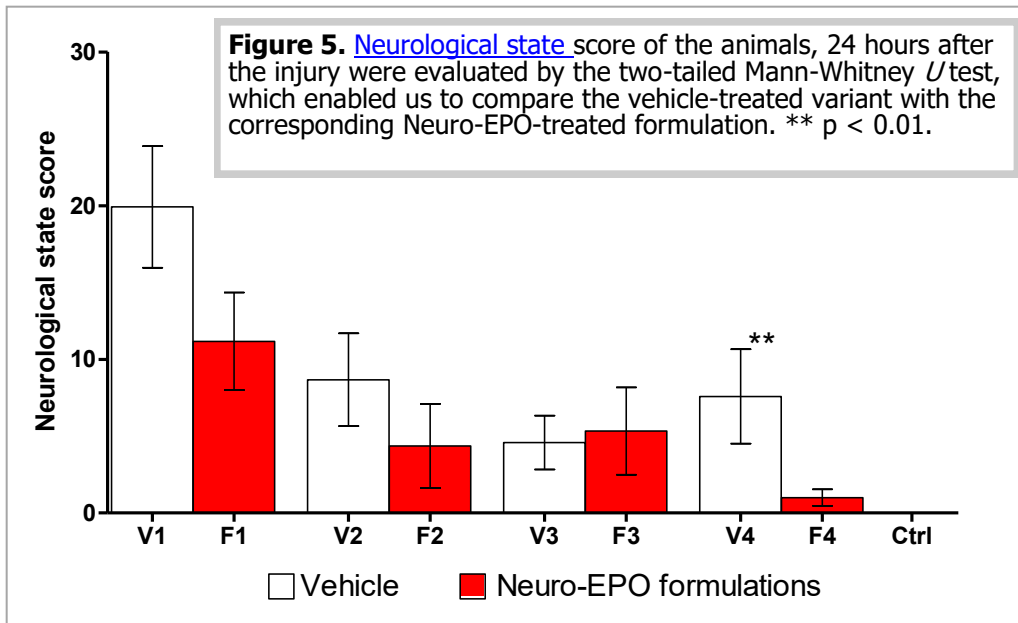 Figure 5. Neurological state score of the animals, 24 hours after
the injury were evaluated by the two-tailed Mann-Whitney U test,
which enabled us to compare the vehicle-treated variant with the
corresponding Neuro-EPO-treated formulation. ** p < 0.01.
Neurological state score
30
20
10
0
**
V1 F1 V2 F2 V3 F3 V4 F4 Ctrl
Vehicle Neuro-EPO formulations